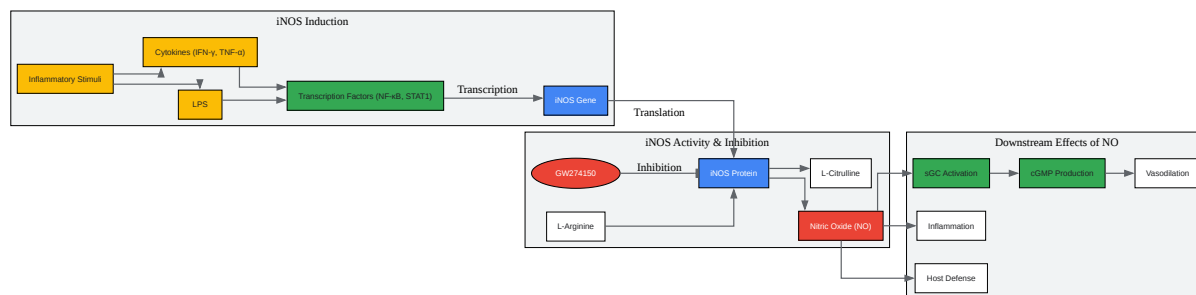 iNOS Induction
Cytokines (IFN-γ, TNF-α)
Inflammatory Stimuli
LPS
Transcription Factors (NF-κB, STAT1)
Transcription
iNOS Gene
Translation
iNOS Activity & Inhibition
GW274150
Inhibition
iNOS Protein
L-Citrulline
L-Arginine
Nitric Oxide (NO)
Downstream Effects of NO
sGC Activation
cGMP Production
Vasodilation
Inflammation
Host Defense